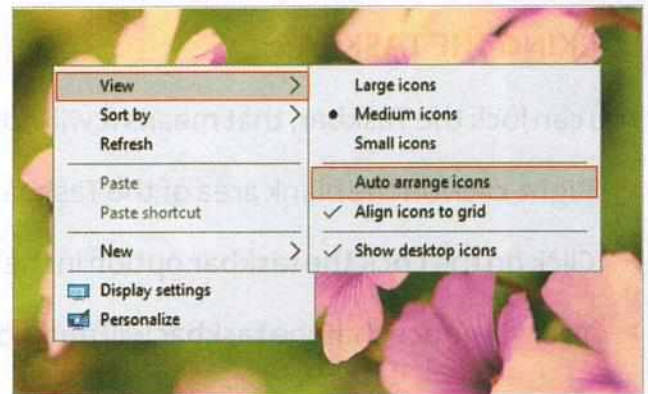 View
Sort by
Refresh
Paste
Paste shortcut
New
Display settings
Personalize
Large icons
Medium icons
Small icons
Auto arrange icons
Align icons to grid
Show desktop icons